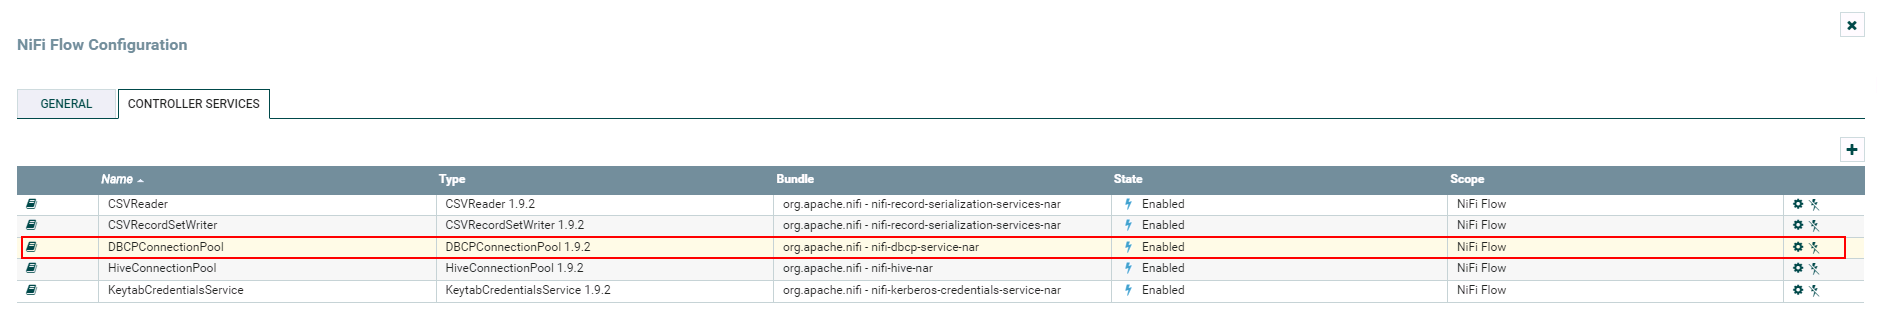 NiFi Flow Configuration
GENERAL CONTROLLER SERVICES
Name Type Bundle State Scope
CSVReader CSVReader 1.9.2 org.apache.nifi - nifi-record-serialization-services-nar Enabled NiFi Flow
CSVRecordSetWriter CSVRecordSetWriter 1.9.2 org.apache.nifi - nifi-record-serialization-services-nar Enabled NiFi Flow
DBCPConnectionPool DBCPConnectionPool 1.9.2 org.apache.nifi - nifi-dbcp-service-nar Enabled NiFi Flow
HiveConnectionPool HiveConnectionPool 1.9.2 org.apache.nifi - nifi-hive-nar Enabled NiFi Flow
KeytabCredentialsService KeytabCredentialsService 1.9.2 org.apache.nifi - nifi-kerberos-credentials-service-nar Enabled NiFi Flow